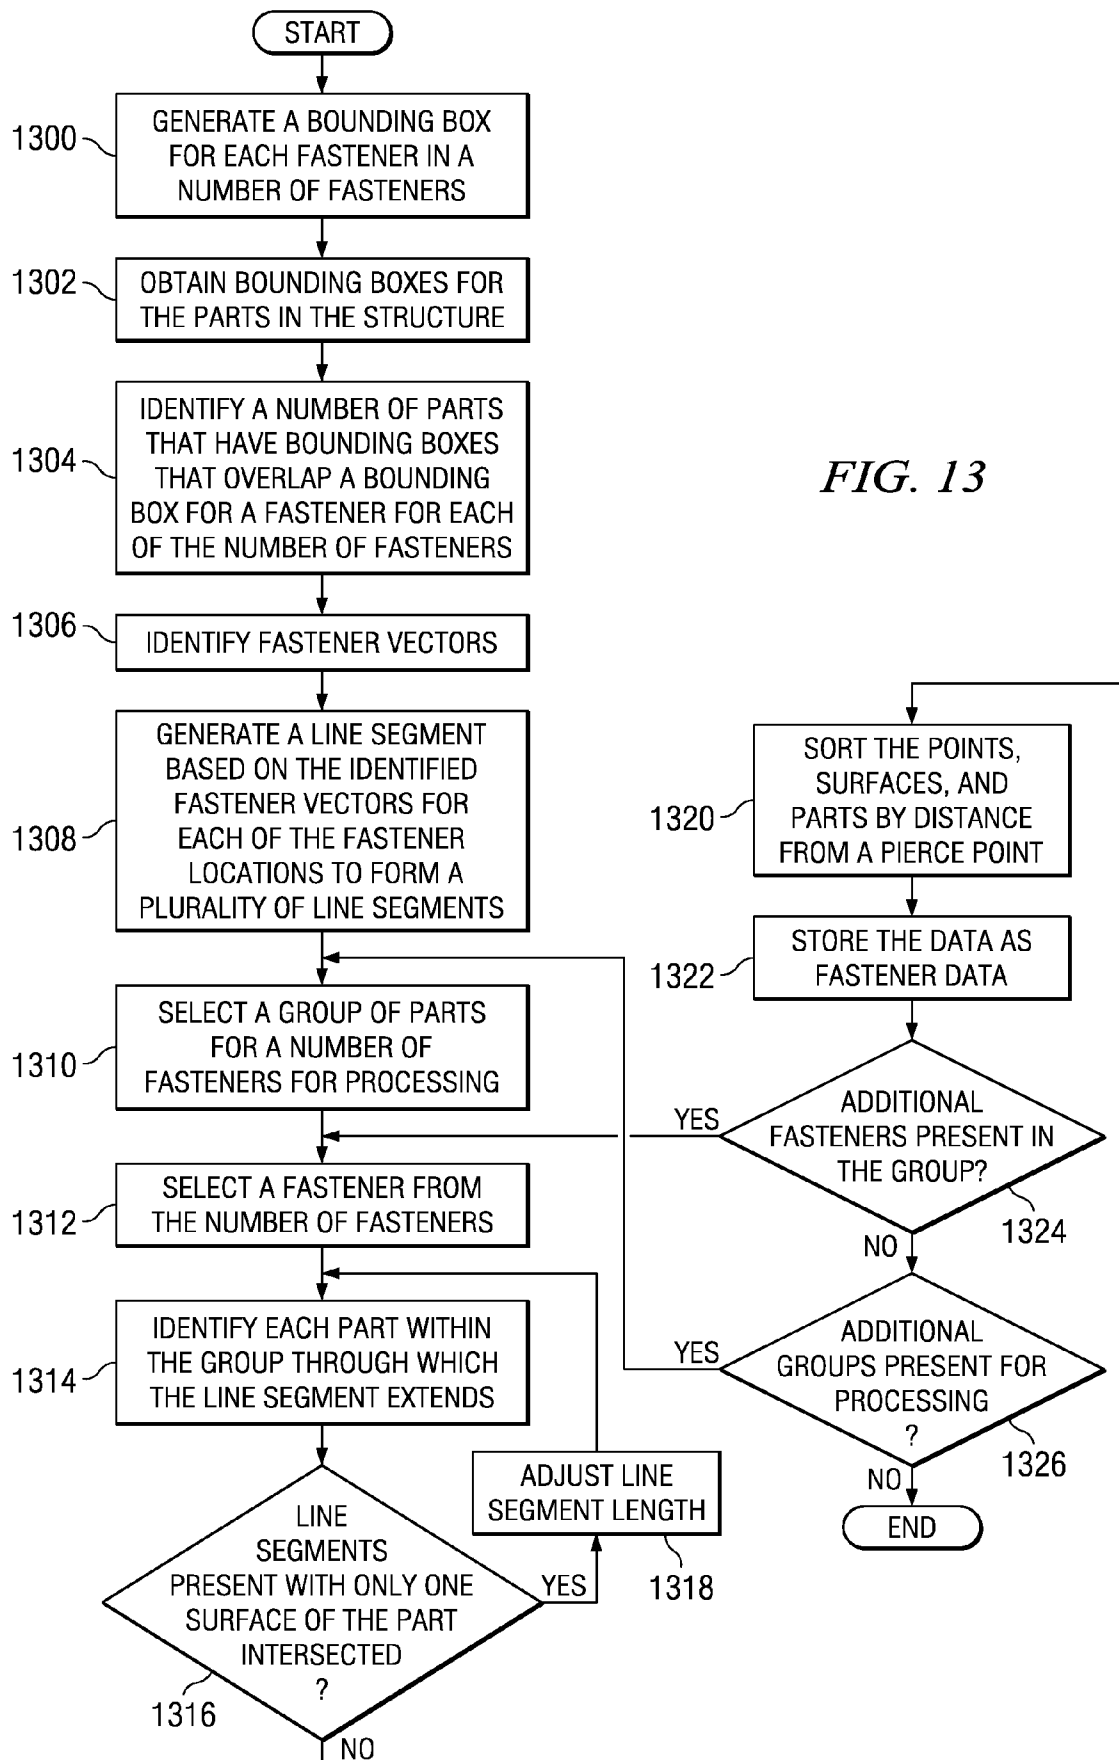 START
1300
GENERATE A BOUNDING BOX
FOR EACH FASTENER IN A
NUMBER OF FASTENERS
1302
OBTAIN BOUNDING BOXES FOR
THE PARTS IN THE STRUCTURE
1304
IDENTIFY A NUMBER OF PARTS
THAT HAVE BOUNDING BOXES
THAT OVERLAP A BOUNDING
BOX FOR A FASTENER FOR EACH
OF THE NUMBER OF FASTENERS
FIG. 13
1306
IDENTIFY FASTENER VECTORS
1308
GENERATE A LINE SEGMENT
BASED ON THE IDENTIFIED
FASTENER VECTORS FOR
EACH OF THE FASTENER
LOCATIONS TO FORM A
PLURALITY OF LINE SEGMENTS
1310
SELECT A GROUP OF PARTS
FOR A NUMBER OF
FASTENERS FOR PROCESSING
1312
SELECT A FASTENER FROM
THE NUMBER OF FASTENERS
1314
IDENTIFY EACH PART WITHIN
THE GROUP THROUGH WHICH
THE LINE SEGMENT EXTENDS
LINE
SEGMENTS
PRESENT WITH ONLY ONE
SURFACE OF THE PART
INTERSECTED
?
1316
YES
NO
ADJUST LINE
SEGMENT LENGTH
1318
1320
SORT THE POINTS,
SURFACES, AND
PARTS BY DISTANCE
FROM A PIERCE POINT
1322
STORE THE DATA AS
FASTENER DATA
YES
ADDITIONAL
FASTENERS PRESENT IN
THE GROUP?
1324
NO
YES
ADDITIONAL
GROUPS PRESENT FOR
PROCESSING
?
1326
NO
END